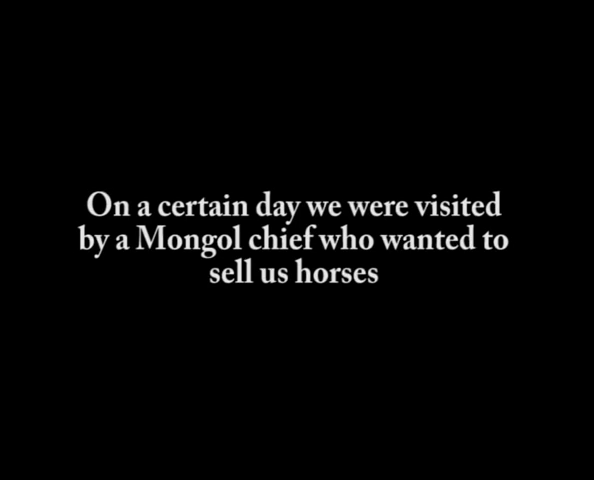 On a certain day we were visited
by a Mongol chief who wanted to
sell us horses